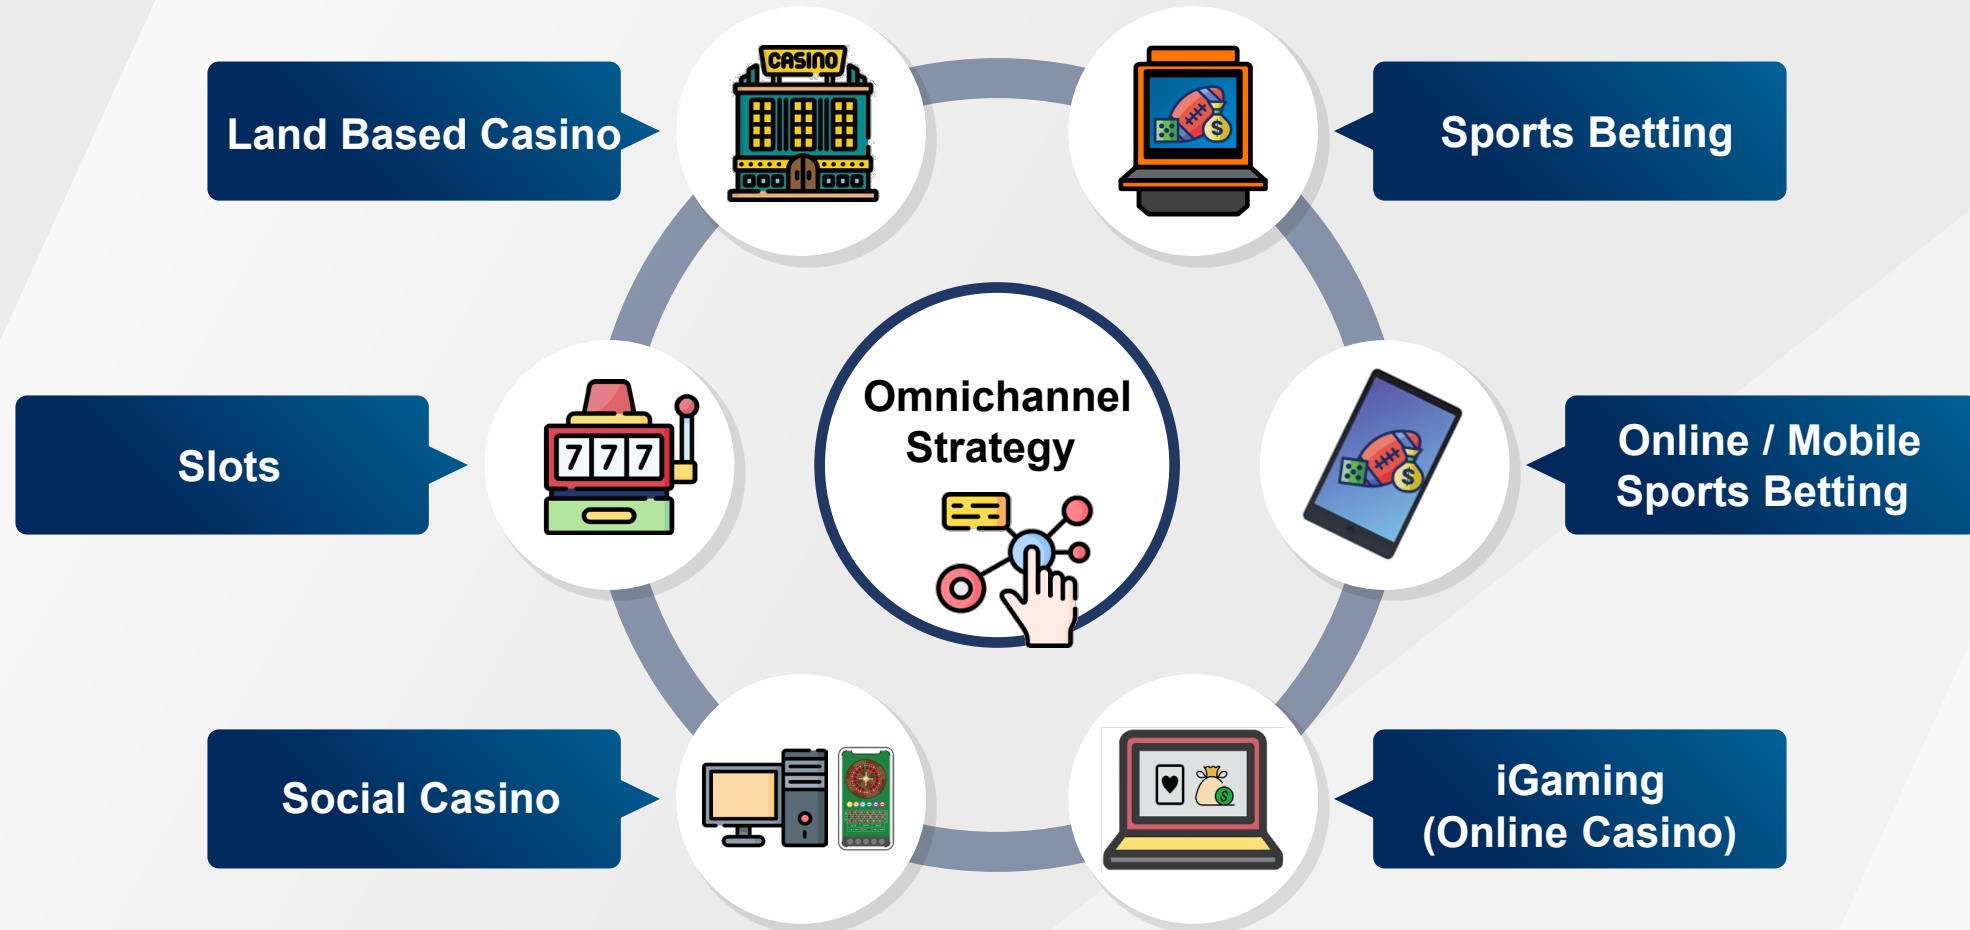 CASINO
Land Based Casino
Sports Betting
$
Omnichannel
Strategy
Slots
777
Online / Mobile
Sports Betting
$
Social Casino
iGaming
(Online Casino)
$